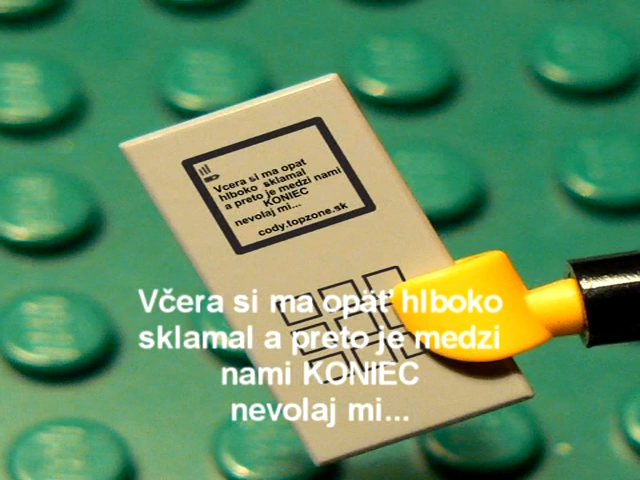 Vcera si ma opat
hlboko sklamal
a preto je medzi nami
KONIEC
nevolaj mi...
cody.topzone.sk
Včera si ma opäť hlboko
sklamal a preto je medzi
nami KONIEC
nevolaj mi...